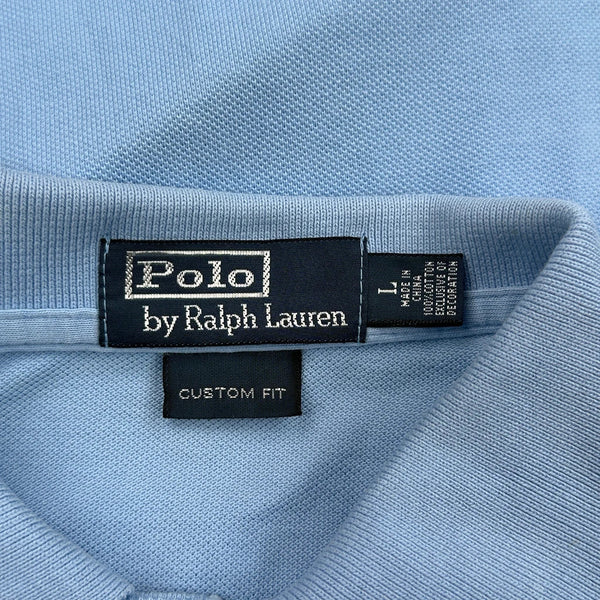 Polo
by Ralph Lauren
L
MADE IN
CHINA
100% COTTON
EXCLUSIVE OF
DECORATION
CUSTOM FIT